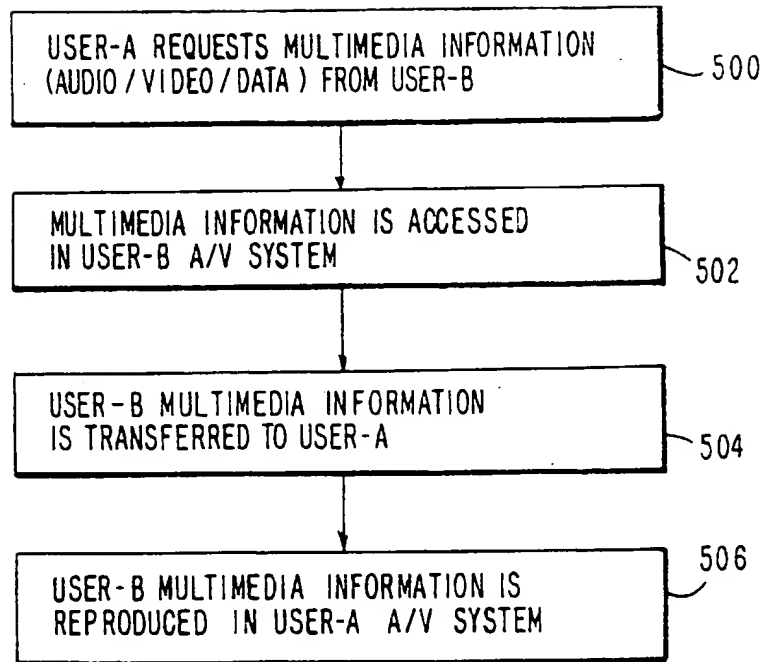 USER-A REQUESTS MULTIMEDIA INFORMATION
(AUDIO/VIDEO/DATA) FROM USER-B
500
MULTIMEDIA INFORMATION IS ACCESSED
IN USER-B A/V SYSTEM
502
USER-B MULTIMEDIA INFORMATION
IS TRANSFERRED TO USER-A
504
USER-B MULTIMEDIA INFORMATION IS
REPRODUCED IN USER-A A/V SYSTEM
506